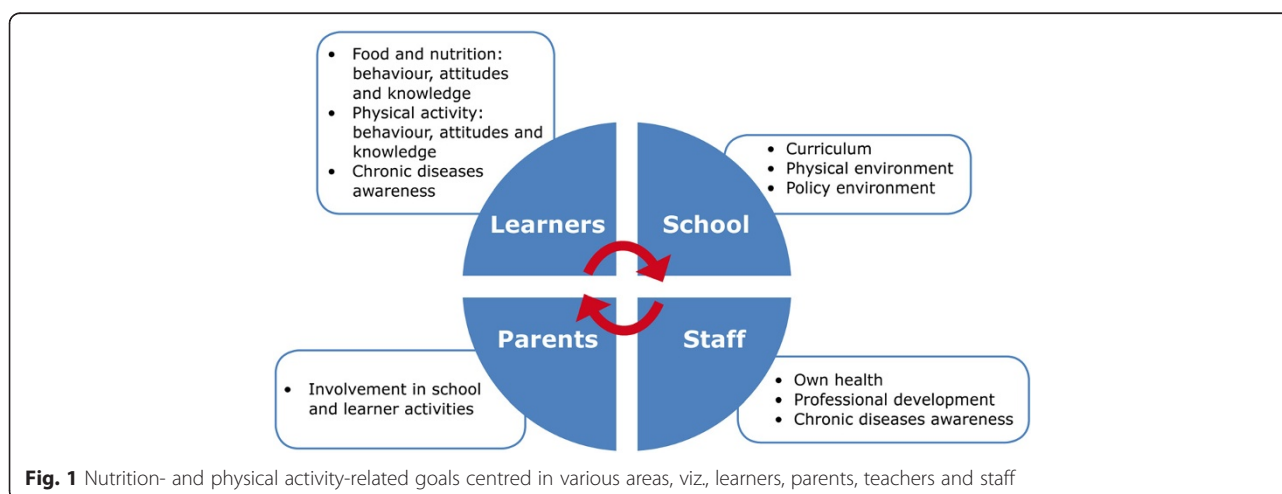 • Food and nutrition:
behaviour, attitudes
and knowledge
• Physical activity:
behaviour, attitudes and
knowledge
• Chronic diseases
awareness
• Curriculum
• Physical environment
• Policy environment
Learners
School
Parents
Staff
• Involvement in school
and learner activities
• Own health
• Professional development
• Chronic diseases awareness
Fig. 1 Nutrition- and physical activity-related goals centred in various areas, viz., learners, parents, teachers and staff